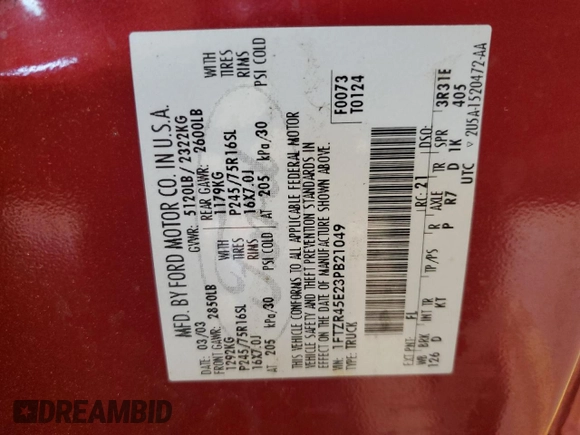 MFD. BY FORD MOTOR CO. IN U.S.A.
DATE: 03/03 GVWR: 5120LB/ 2322KG
FRONT GAWR: 2850LB REAR GAWR: 2600LB
1292KG WITH 1179KG WITH
P245/75R16SL TIRES P245/75R16SL TIRES
16X7.0J RIMS 16X7.0J RIMS
AT 205 kPa/30 PSI COLD AT 205 kPa/30 PSI COLD
THIS VEHICLE CONFORMS TO ALL APPLICABLE FEDERAL MOTOR
VEHICLE SAFETY AND THEFT PREVENTION STANDARDS IN
EFFECT ON THE DATE OF MANUFACTURE SHOWN ABOVE.
VIN: 1FTZR45E23PB21049
TYPE: TRUCK
F0073
T0124
EXT PNT: FL RC: 21 DSO:
WB BRK INT TR TP/PS R AXLE TR SPR
126 D KT P R7 D 1K
3R31E
405
UTC 2U5A-1520472-AA
DREAMBID